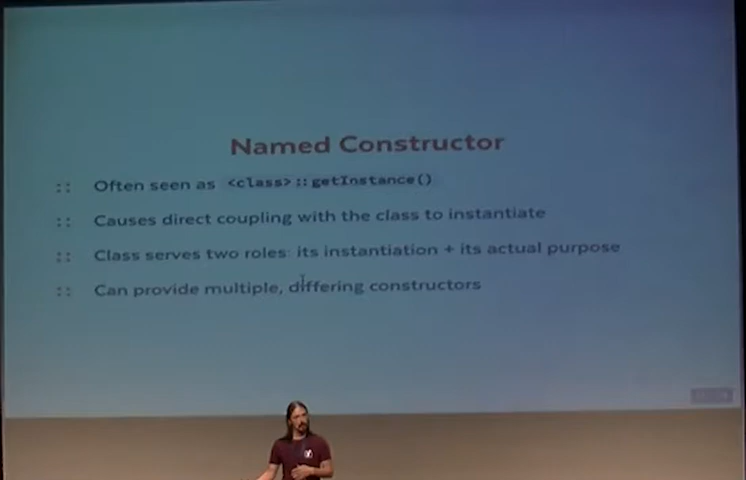 Named Constructor
:: Often seen as <class>::getInstance()
:: Causes direct coupling with the class to instantiate
:: Class serves two roles: its instantiation + its actual purpose
:: Can provide multiple, differing constructors